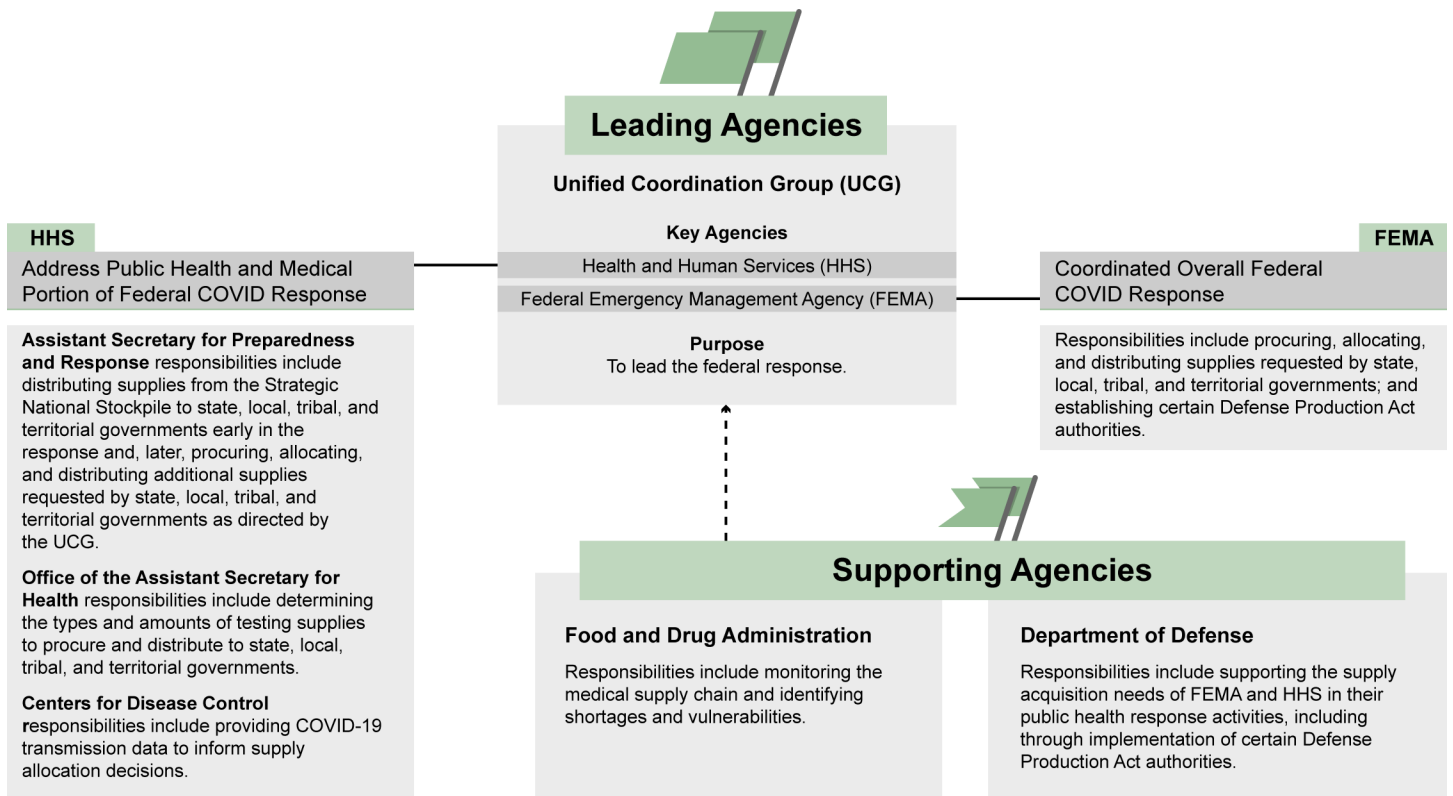 Leading Agencies
Unified Coordination Group (UCG)
Key Agencies
Health and Human Services (HHS)
Federal Emergency Management Agency (FEMA)
Purpose
To lead the federal response.
HHS
Address Public Health and Medical
Portion of Federal COVID Response
Assistant Secretary for Preparedness
and Response responsibilities include
distributing supplies from the Strategic
National Stockpile to state, local, tribal, and
territorial governments early in the
response and, later, procuring, allocating,
and distributing additional supplies
requested by state, local, tribal, and
territorial governments as directed by
the UCG.
Office of the Assistant Secretary for
Health responsibilities include determining
the types and amounts of testing supplies
to procure and distribute to state, local,
tribal, and territorial governments.
Centers for Disease Control
responsibilities include providing COVID-19
transmission data to inform supply
allocation decisions.
FEMA
Coordinated Overall Federal
COVID Response
Responsibilities include procuring, allocating,
and distributing supplies requested by state,
local, tribal, and territorial governments; and
establishing certain Defense Production Act
authorities.
Supporting Agencies
Food and Drug Administration
Responsibilities include monitoring the
medical supply chain and identifying
shortages and vulnerabilities.
Department of Defense
Responsibilities include supporting the supply
acquisition needs of FEMA and HHS in their
public health response activities, including
through implementation of certain Defense
Production Act authorities.